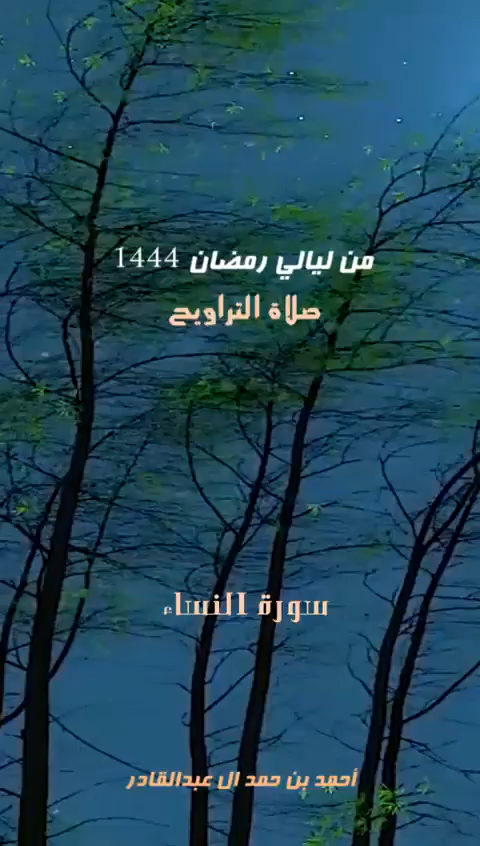 من ليالي رمضان 1444
صلاة التراويح
سورة النساء
أحمد بن حمد ال عبدالقادر